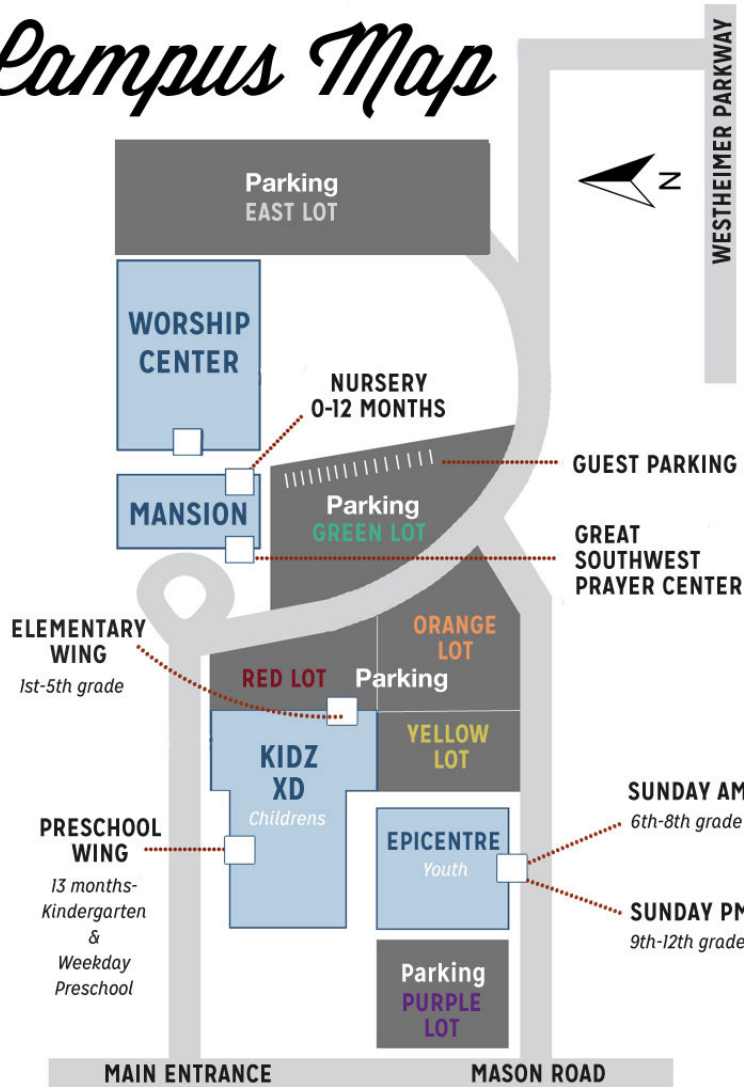 Campus Map
WESTHEIMER PARKWAY
N
Parking
EAST LOT
WORSHIP
CENTER
NURSERY
0-12 MONTHS
GUEST PARKING
MANSION
Parking
GREEN LOT
GREAT
SOUTHWEST
PRAYER CENTER
ELEMENTARY
WING
1st-5th grade
ORANGE
LOT
RED LOT
Parking
YELLOW
LOT
KIDZ
XD
Childrens
PRESCHOOL
WING
13 months-
Kindergarten
&
Weekday
Preschool
EPICENTRE
Youth
SUNDAY AM
6th-8th grade
SUNDAY PM
9th-12th grade
Parking
PURPLE
LOT
MAIN ENTRANCE
MASON ROAD